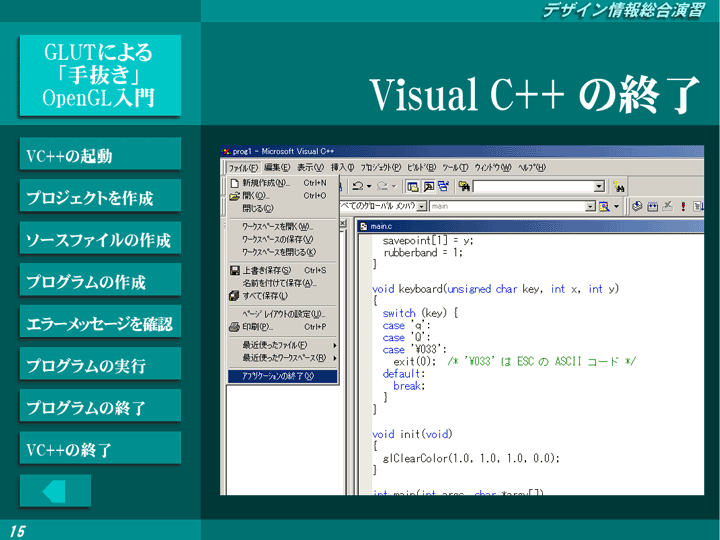 デザイン情報総合演習
GLUTによる
「手抜き」
OpenGL入門
Visual C++ の終了
VC++の起動
プロジェクトを作成
ソースファイルの作成
プログラムの作成
エラーメッセージを確認
プログラムの実行
プログラムの終了
VC++の終了
prog1 - Microsoft Visual C++
ファイル(F) 編集(E) 表示(V) 挿入(I) プロジェクト(P) ビルド(B) ツール(T) ウィンドウ(W) ヘルプ(H)
新規作成(N)... Ctrl+N
開く(O)... Ctrl+O
閉じる(C)
ワークスペースを開く(W)...
ワークスペースの保存(V)
ワークスペースを閉じる(K)
上書き保存(S) Ctrl+S
名前を付けて保存(A)...
すべて保存(L)
ページ レイアウトの設定(U)...
印刷(P)... Ctrl+P
最近使ったファイル(F)
最近使ったワークスペース(R)
アプリケーションの終了(X)
べてのグローバル メンバ
main
main.c
savepoint[1] = y;
rubberband = 1;
}
void keyboard(unsigned char key, int x, int y)
{
switch (key) {
case 'q':
case 'Q':
case '¥033':
exit(0); /* '¥033' は ESC の ASCII コード */
default:
break;
}
}
void init(void)
{
glClearColor(1.0, 1.0, 1.0, 0.0);
}
int main(int argc, char *argv[])
15